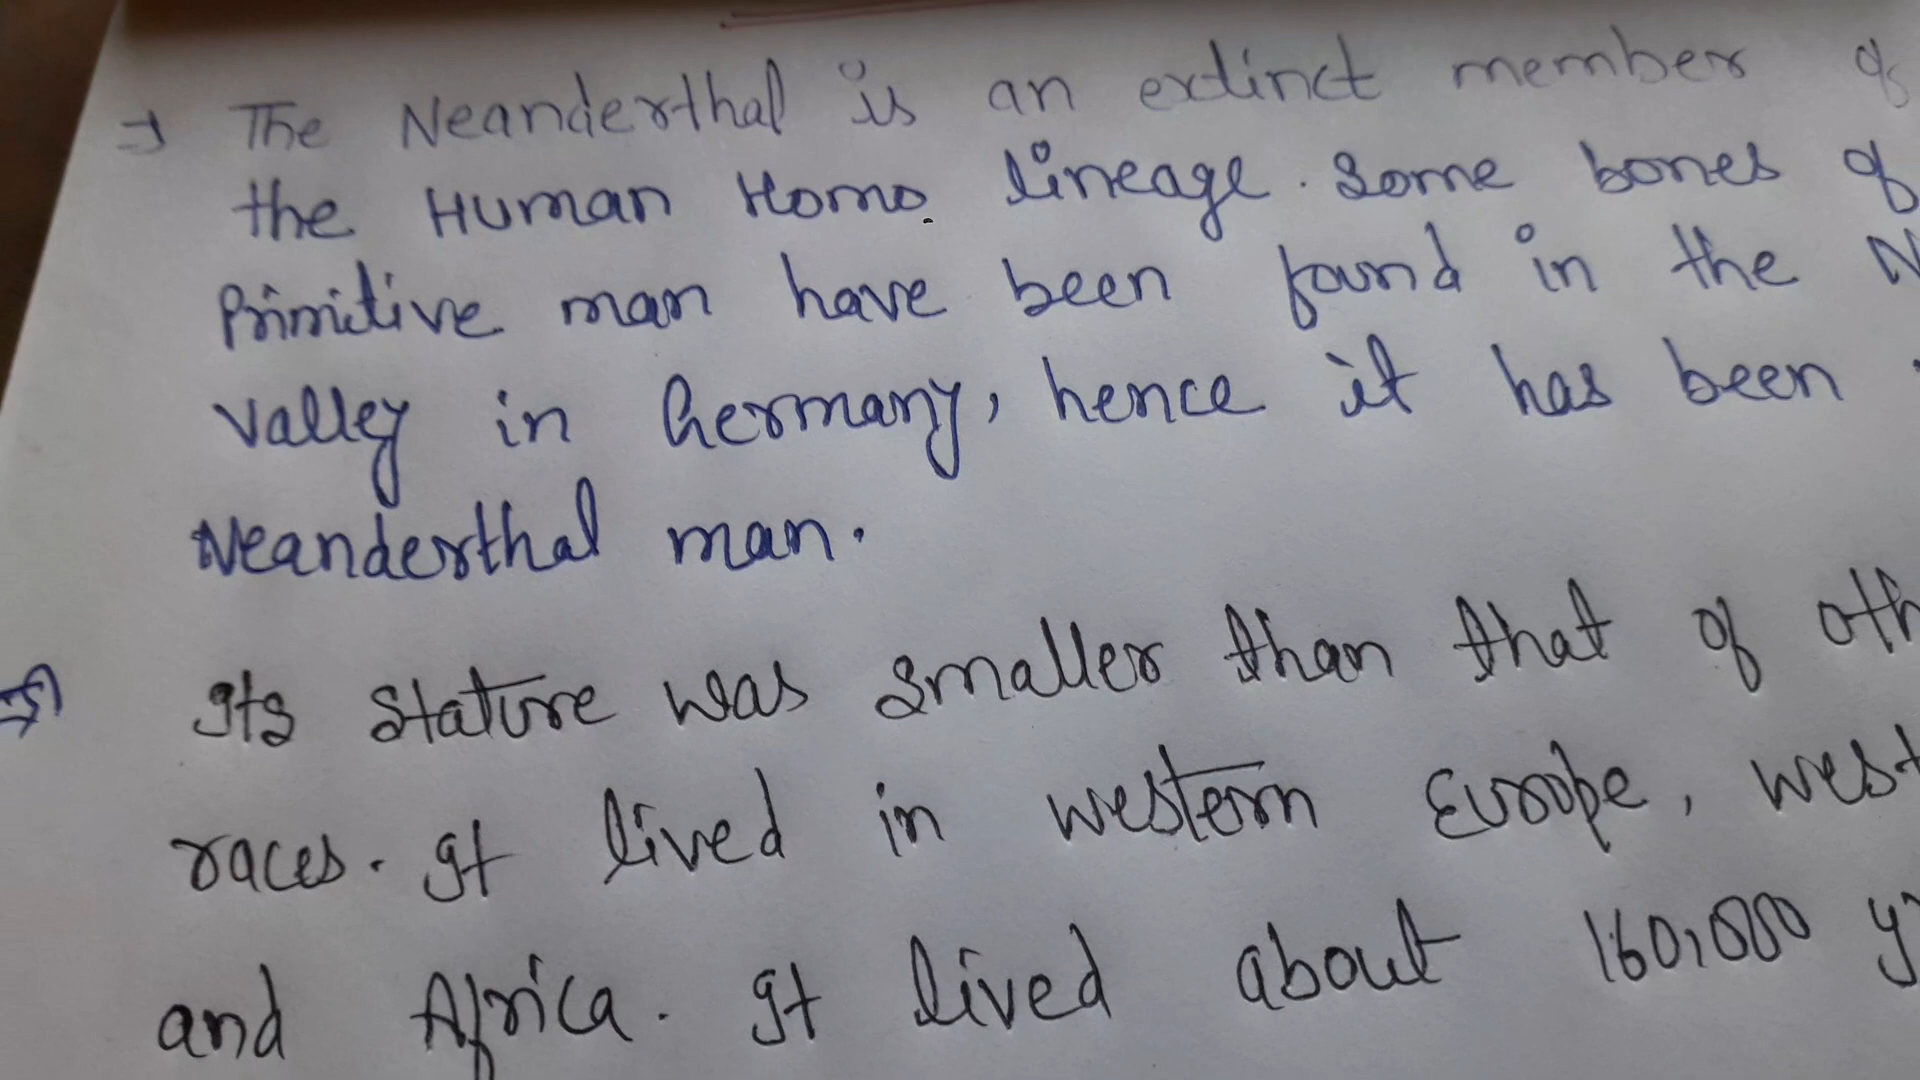 ⇒ The Neanderthal is an extinct member of
the Human Homo lineage. Some bones of
Primitive man have been found in the N
valley in Germany, hence it has been
Neanderthal man.
⇒ Its stature was smaller than that of oth
races. It lived in western Europe, west
and Africa. It lived about 160,000 y